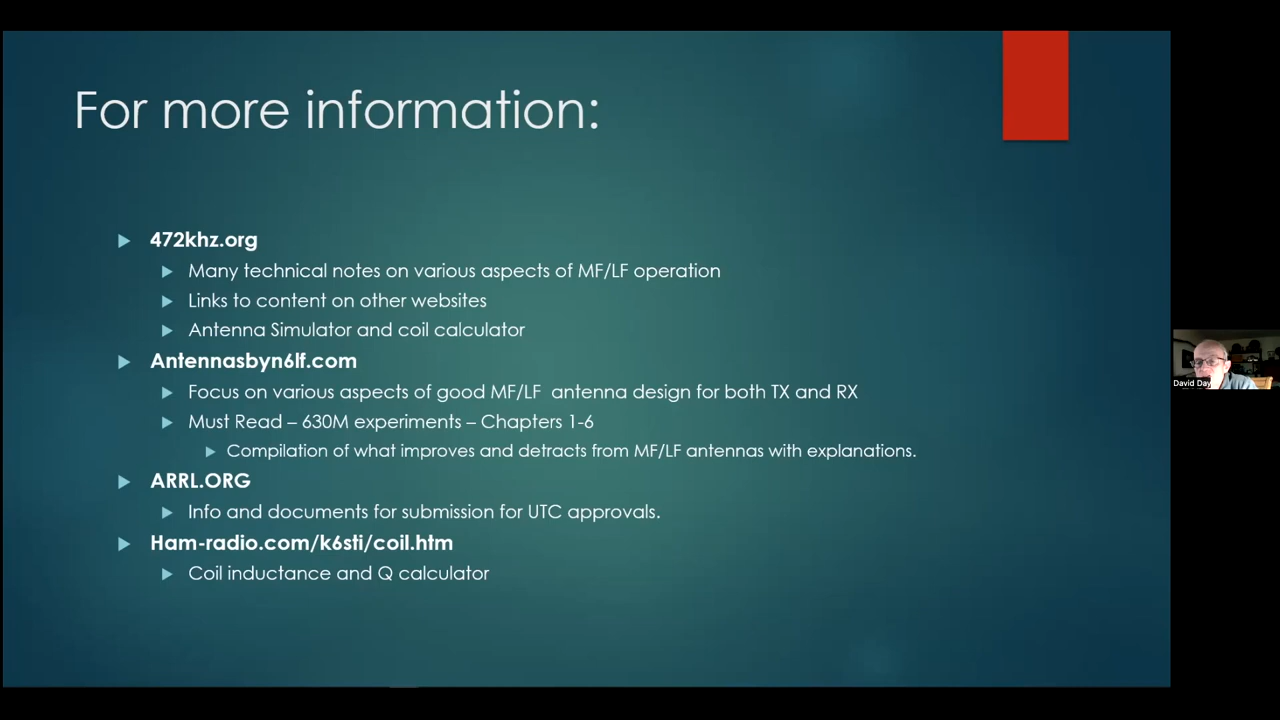 For more information:
472khz.org
Many technical notes on various aspects of MF/LF operation
Links to content on other websites
Antenna Simulator and coil calculator
Antennasbyn6lf.com
Focus on various aspects of good MF/LF antenna design for both TX and RX
Must Read – 630M experiments – Chapters 1-6
Compilation of what improves and detracts from MF/LF antennas with explanations.
ARRL.ORG
Info and documents for submission for UTC approvals.
Ham-radio.com/k6sti/coil.htm
Coil inductance and Q calculator
David Day